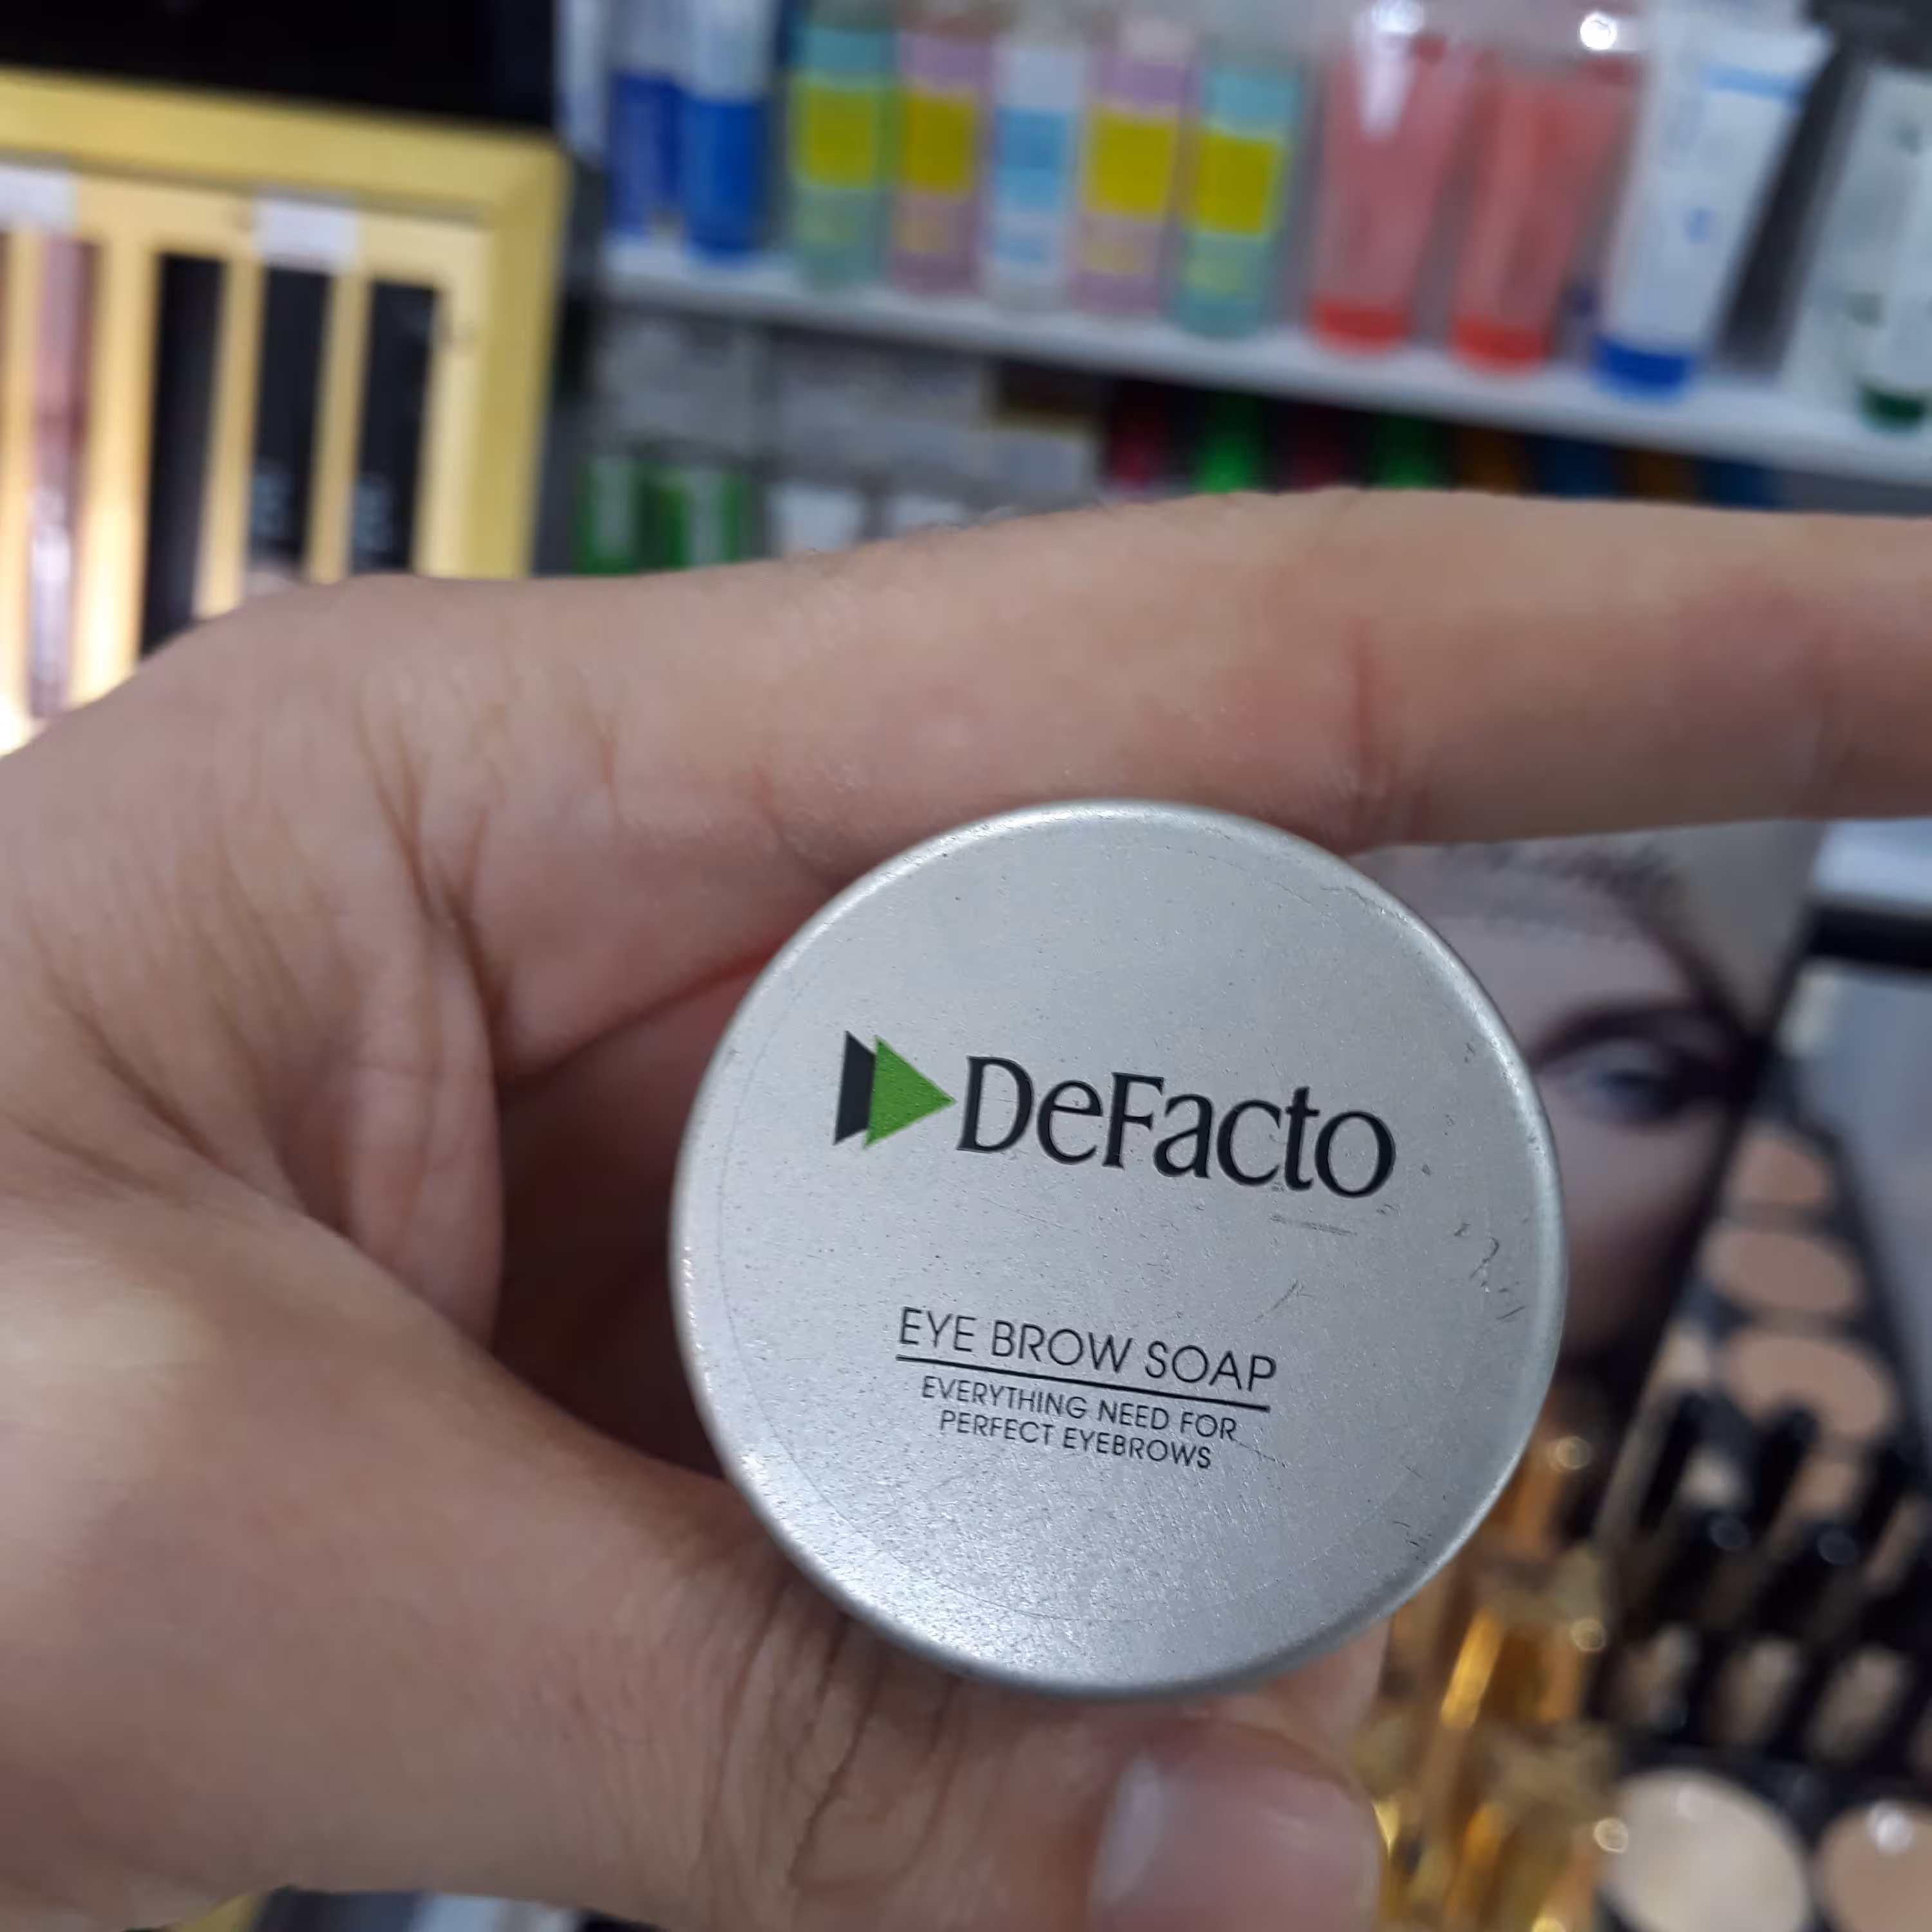 DeFacto
EYE BROW SOAP
EVERYTHING NEED FOR
PERFECT EYEBROWS